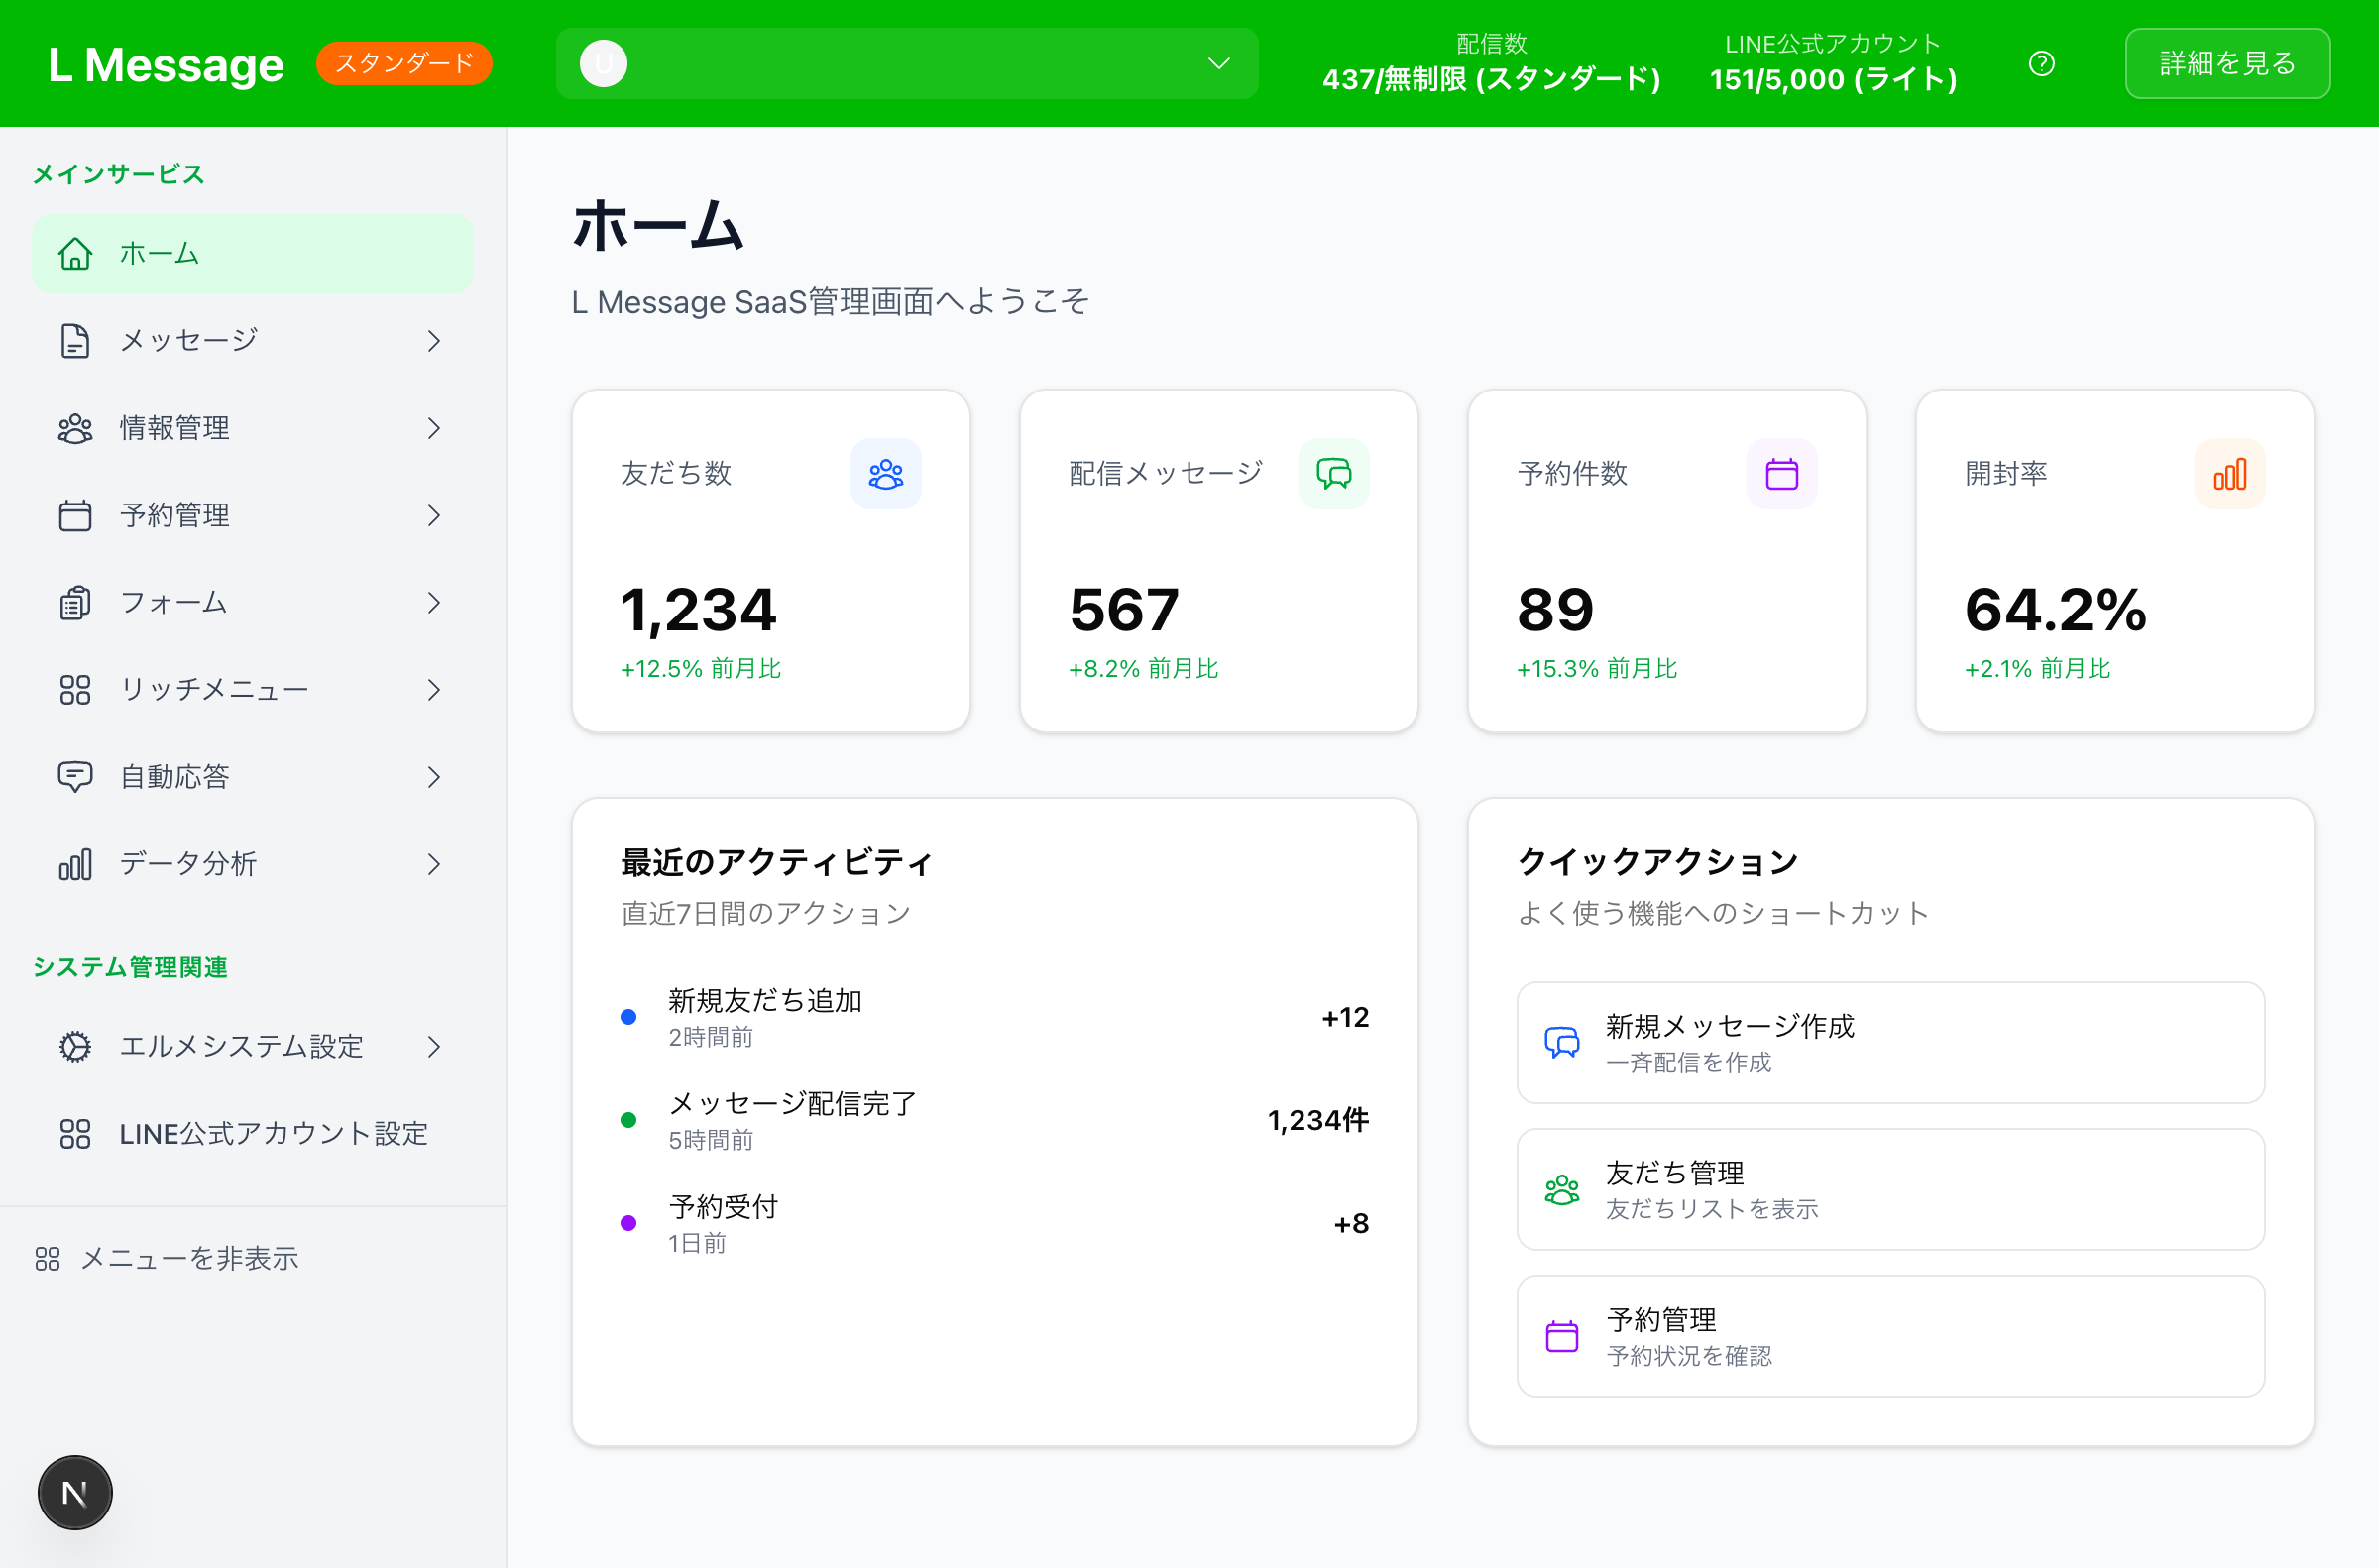 L Message
スタンダード
U
配信数
437/無制限 (スタンダード)
LINE公式アカウント
151/5,000 (ライト)
?
詳細を見る
メインサービス
ホーム
メッセージ
情報管理
予約管理
フォーム
リッチメニュー
自動応答
データ分析
システム管理関連
エルメシステム設定
LINE公式アカウント設定
メニューを非表示
N
ホーム
L Message SaaS管理画面へようこそ
友だち数
1,234
+12.5% 前月比
配信メッセージ
567
+8.2% 前月比
予約件数
89
+15.3% 前月比
開封率
64.2%
+2.1% 前月比
最近のアクティビティ
直近7日間のアクション
新規友だち追加
2時間前
+12
メッセージ配信完了
5時間前
1,234件
予約受付
1日前
+8
クイックアクション
よく使う機能へのショートカット
新規メッセージ作成
一斉配信を作成
友だち管理
友だちリストを表示
予約管理
予約状況を確認